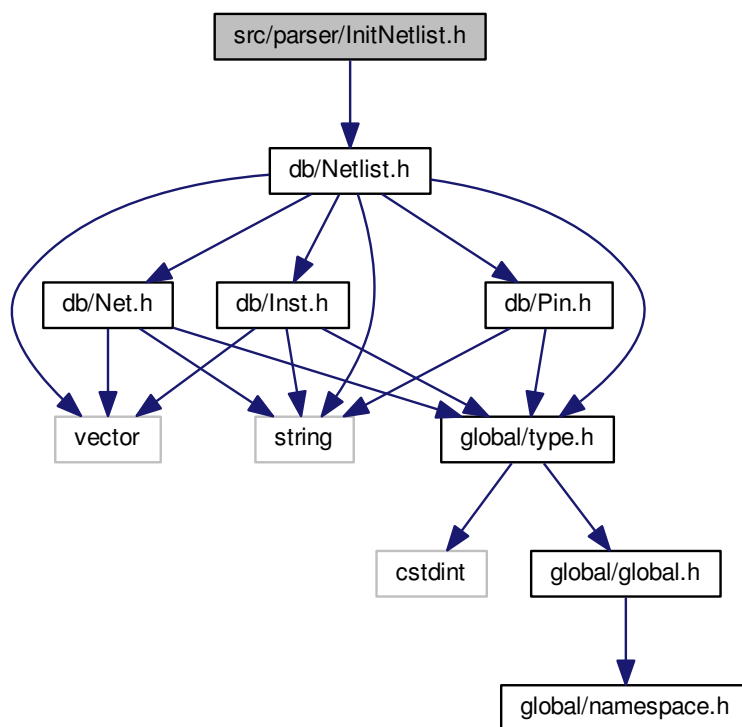 src/parser/InitNetlist.h
db/Netlist.h
db/Net.h
db/Inst.h
db/Pin.h
vector
string
global/type.h
cstdint
global/global.h
global/namespace.h